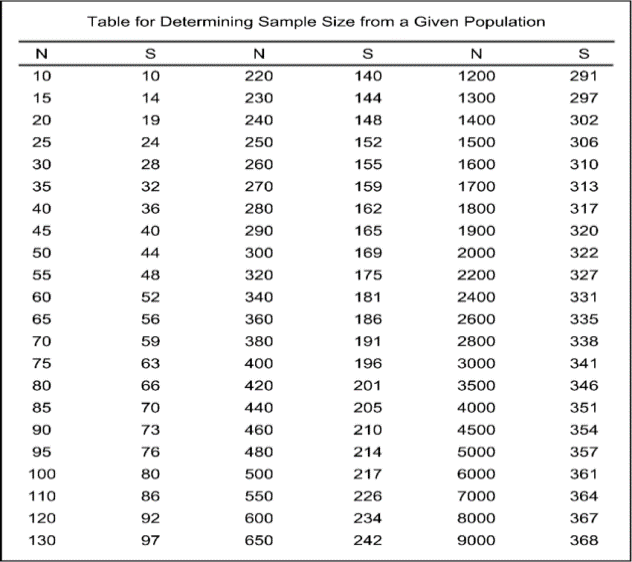 Table for Determining Sample Size from a Given Population
N S N S N S
10 10 220 140 1200 291
15 14 230 144 1300 297
20 19 240 148 1400 302
25 24 250 152 1500 306
30 28 260 155 1600 310
35 32 270 159 1700 313
40 36 280 162 1800 317
45 40 290 165 1900 320
50 44 300 169 2000 322
55 48 320 175 2200 327
60 52 340 181 2400 331
65 56 360 186 2600 335
70 59 380 191 2800 338
75 63 400 196 3000 341
80 66 420 201 3500 346
85 70 440 205 4000 351
90 73 460 210 4500 354
95 76 480 214 5000 357
100 80 500 217 6000 361
110 86 550 226 7000 364
120 92 600 234 8000 367
130 97 650 242 9000 368